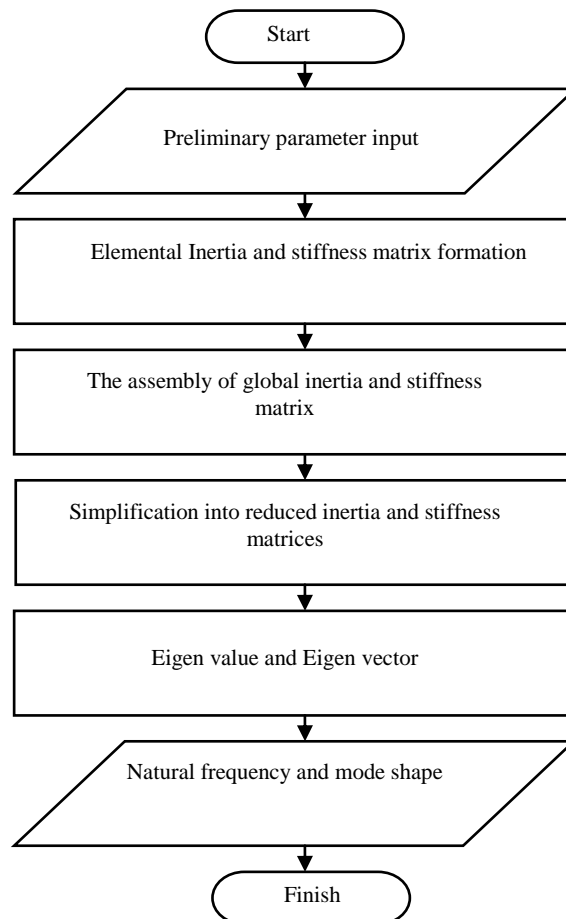 Start
Preliminary parameter input
Elemental Inertia and stiffness matrix formation
The assembly of global inertia and stiffness
matrix
Simplification into reduced inertia and stiffness
matrices
Eigen value and Eigen vector
Natural frequency and mode shape
Finish